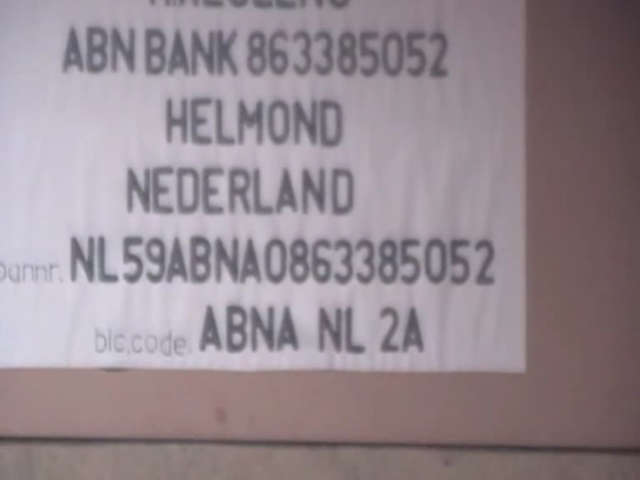 ABN BANK 863385052
HELMOND
NEDERLAND
NL59ABNA0863385052
bic,code. ABNA NL 2A